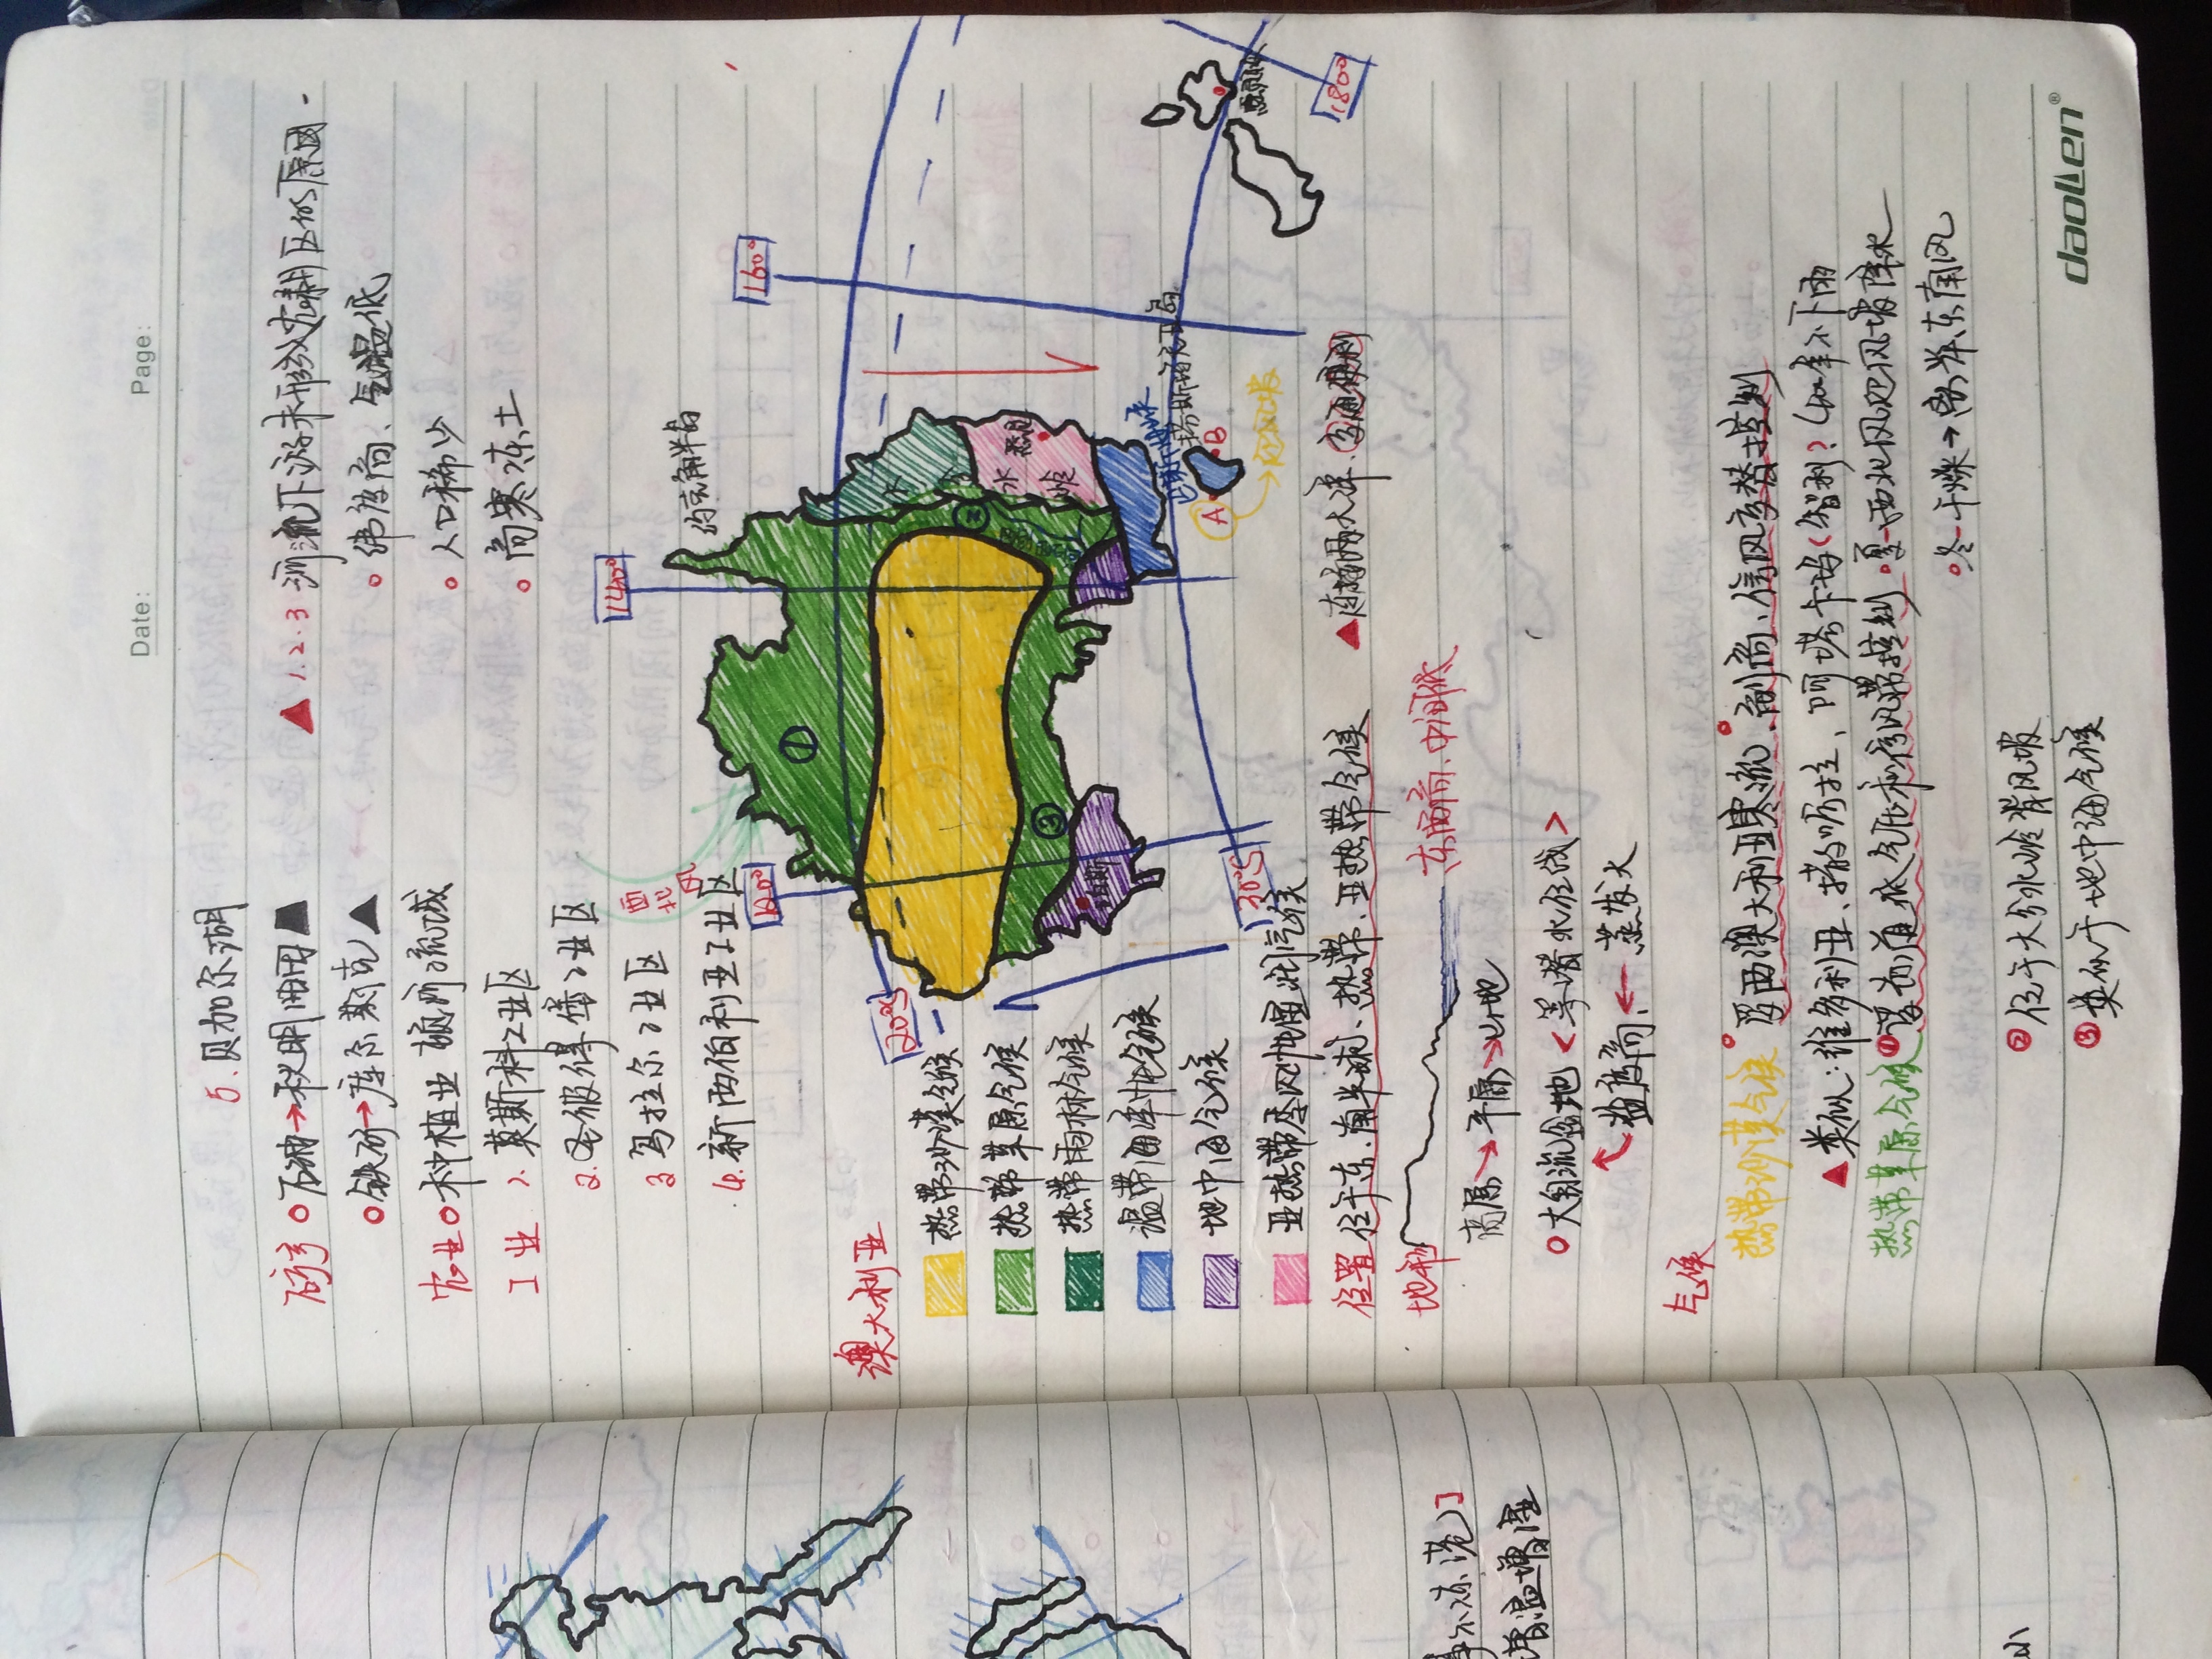 Date:
Page:
5.贝加尔湖
矿产 石油→秋明油田
铁矿→库尔斯克
农业 种植业 顿河流域
工业 1.莫斯科工业区
2.圣彼得堡工业区
3 乌拉尔工业区
4.新西伯利亚工业区
1.2.3 河流下游未形成农耕区的原因
纬度高、气温低
人口稀少
高寒冻土
西北风
120°
140°
160°
约克角半岛
①
②
③
20°S
大
分
水
岭
悉尼
珀斯
巴斯海峡
塔斯马尼亚岛
A
B
迎风坡
30°S
惠灵顿
180°
澳大利亚
热带沙漠气候
热带草原气候
热带雨林气候
温带海洋性气候
地中海气候
亚热带季风性湿润气候
位置 位于东、南半球、热带、亚热带气候
连接两大洋、交通便利
地形
东西高、中间低
高原→平原→山地
大自流盆地<等潜水位线>
盐度高←蒸发大
气候
热带沙漠气候 受西澳大利亚寒流、副高、信风交替控制
类似:维多利亚、撒哈拉、阿塔卡玛(智利?(如年不下雨
热带草原气候①受赤道低气压和信风带控制 夏-西北风迎风坡降水
冬-干燥→离岸东南风
②位于大分水岭背风坡
③类似于地中海气候
事不冻港]
增温增湿
daolen®